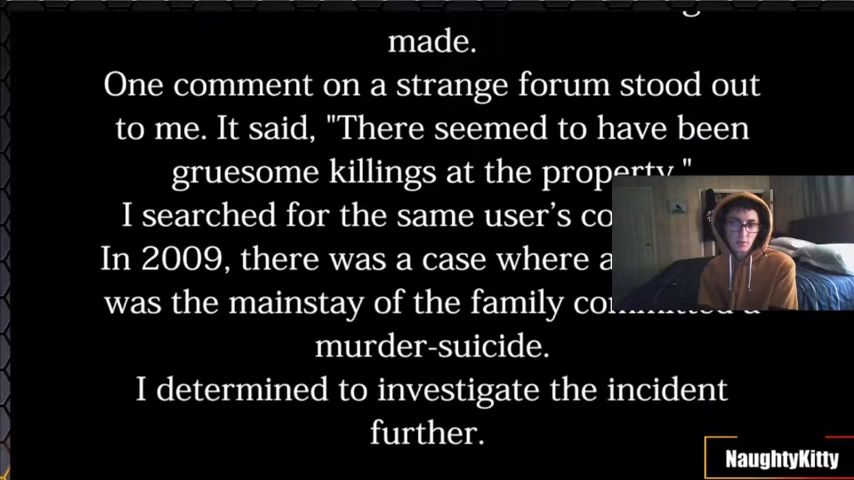 made.
One comment on a strange forum stood out
to me. It said, "There seemed to have been
gruesome killings at the property."
I searched for the same user's
In 2009, there was a case where
was the mainstay of the family committed a
murder-suicide.
I determined to investigate the incident
further.
NaughtyKitty